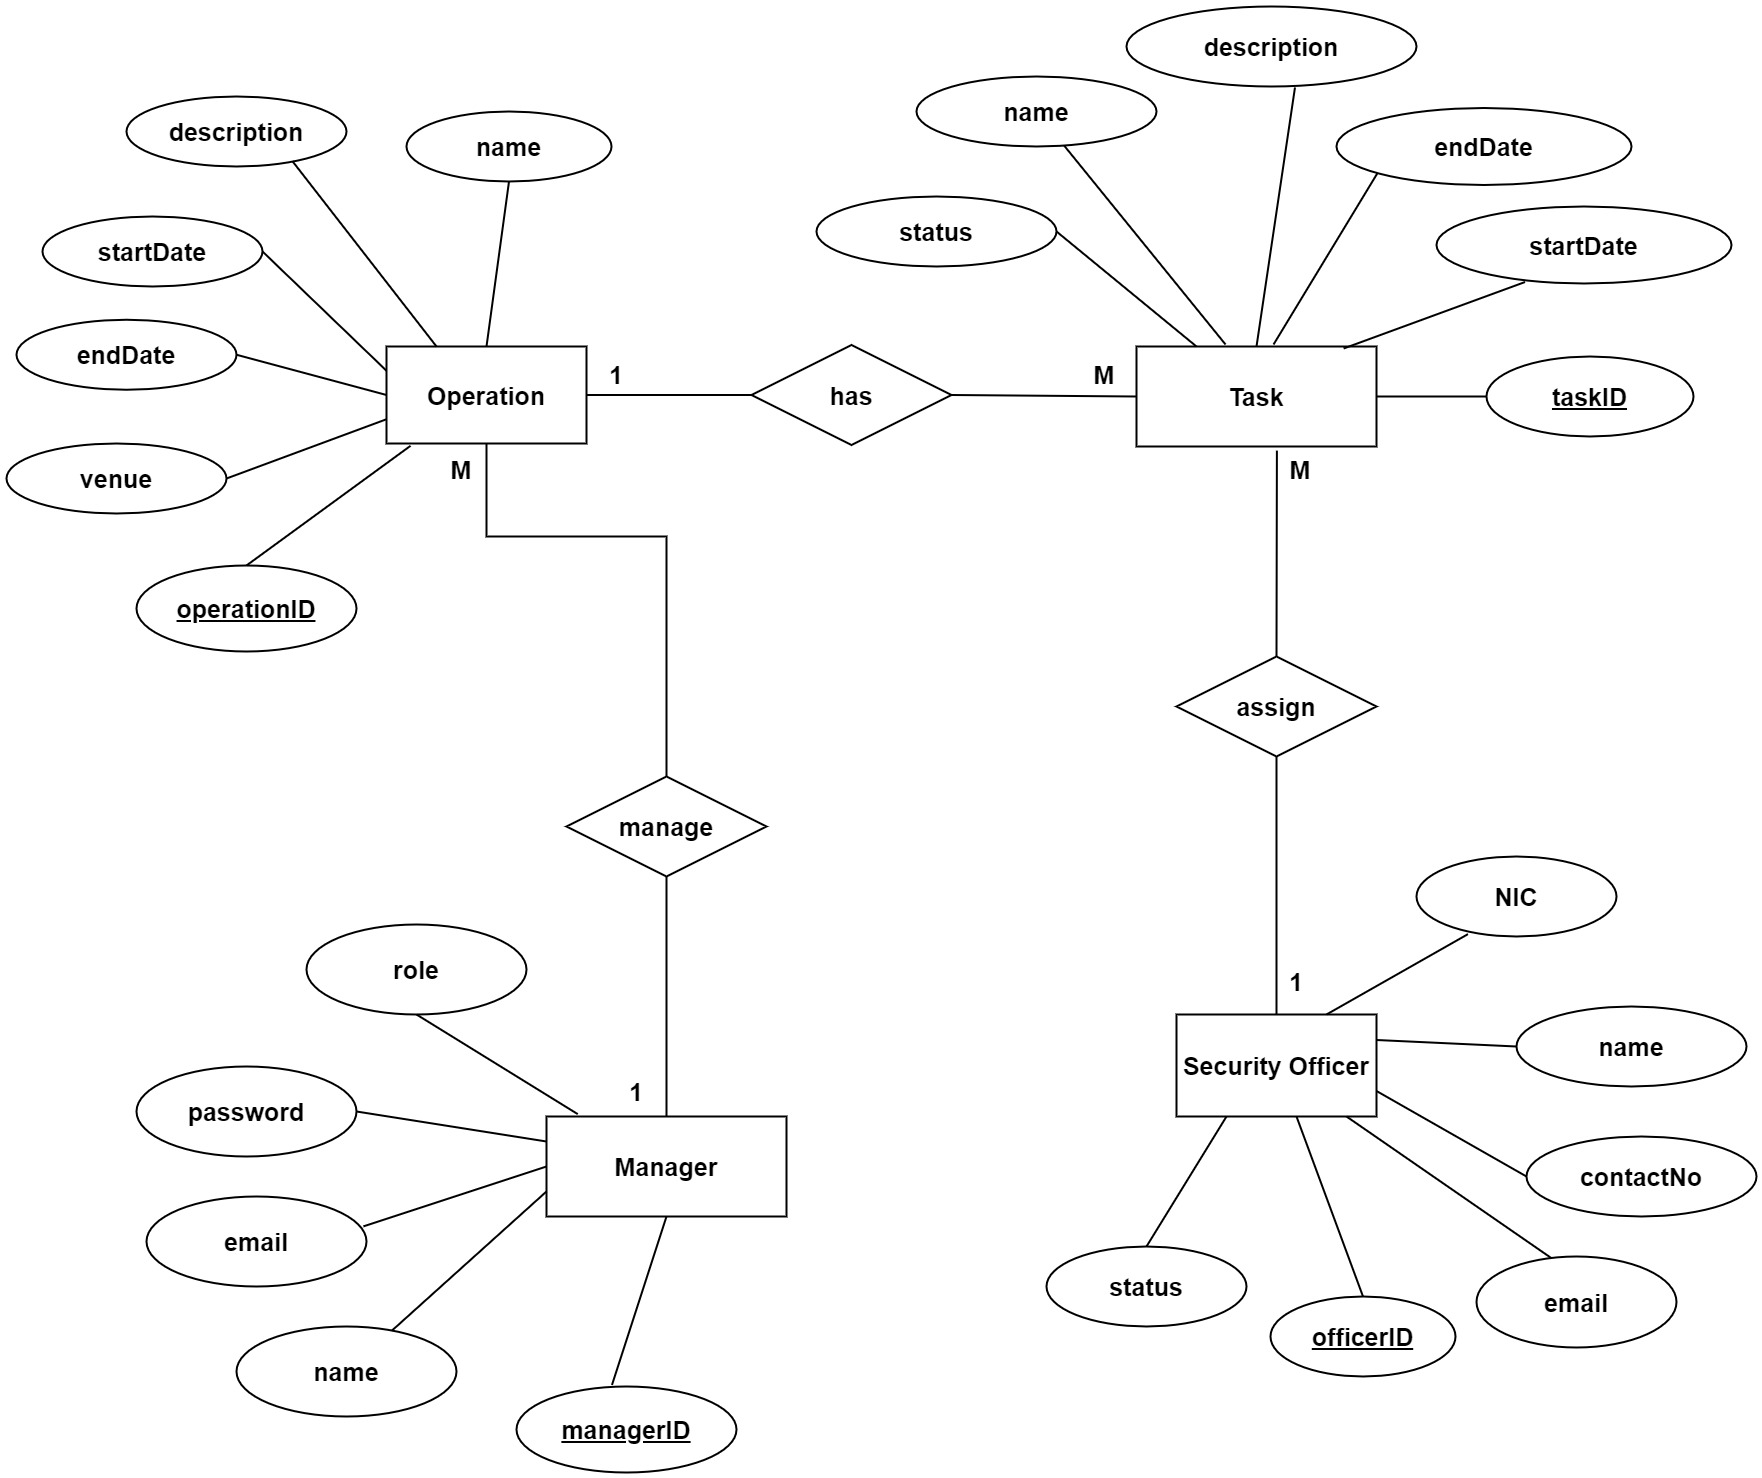 description
name
description
name
endDate
status
startDate
startDate
endDate
Operation
1
has
M
Task
taskID
venue
M
M
operationID
assign
manage
NIC
role
1
name
Security Officer
password
1
Manager
contactNo
email
status
email
officerID
name
managerID